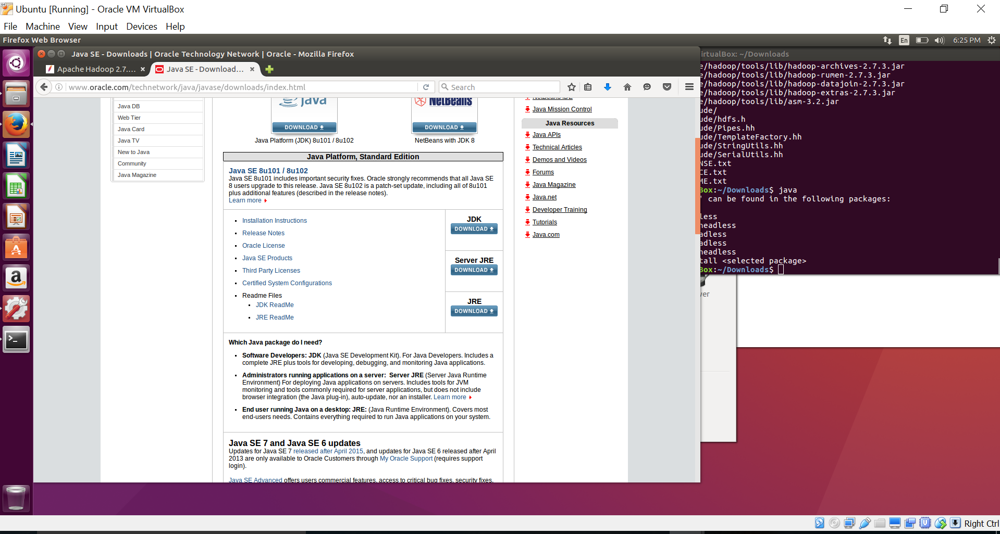 Ubuntu [Running] - Oracle VM VirtualBox
File Machine View Input Devices Help
Firefox Web Browser
En
6:25 PM
Java SE - Downloads | Oracle Technology Network | Oracle - Mozilla Firefox
Apache Hadoop 2.7....
Java SE - Download...
www.oracle.com/technetwork/java/javase/downloads/index.html
Search
Java DB
Web Tier
Java Card
Java TV
New to Java
Community
Java Magazine
java
DOWNLOAD
Java Platform (JDK) 8u101 / 8u102
NetBeans
DOWNLOAD
NetBeans with JDK 8
Java Platform, Standard Edition
Java SE 8u101 / 8u102
Java SE 8u101 includes important security fixes. Oracle strongly recommends that all Java SE
8 users upgrade to this release. Java SE 8u102 is a patch-set update, including all of 8u101
plus additional features (described in the release notes).
Learn more
Installation Instructions
Release Notes
Oracle License
Java SE Products
Third Party Licenses
Certified System Configurations
Readme Files
JDK ReadMe
JRE ReadMe
JDK
DOWNLOAD
Server JRE
DOWNLOAD
JRE
DOWNLOAD
Which Java package do I need?
Software Developers: JDK (Java SE Development Kit). For Java Developers. Includes a
complete JRE plus tools for developing, debugging, and monitoring Java applications.
Administrators running applications on a server: Server JRE (Server Java Runtime
Environment) For deploying Java applications on servers. Includes tools for JVM
monitoring and tools commonly required for server applications, but does not include
browser integration (the Java plug-in), auto-update, nor an installer. Learn more
End user running Java on a desktop: JRE: (Java Runtime Environment). Covers most
end-users needs. Contains everything required to run Java applications on your system.
Java SE 7 and Java SE 6 updates
Updates for Java SE 7 released after April 2015, and updates for Java SE 6 released after April
2013 are only available to Oracle Customers through My Oracle Support (requires support
login).
Java SE Advanced offers users commercial features, access to critical bug fixes, security fixes,
NetBeans IDE
Java Mission Control
Java Resources
Java APIs
Technical Articles
Demos and Videos
Forums
Java Magazine
Java.net
Developer Training
Tutorials
Java.com
irtualBox: ~/Downloads
e/hadoop/tools/lib/hadoop-archives-2.7.3.jar
e/hadoop/tools/lib/hadoop-rumen-2.7.3.jar
e/hadoop/tools/lib/hadoop-datajoin-2.7.3.jar
e/hadoop/tools/lib/hadoop-extras-2.7.3.jar
e/hadoop/tools/lib/asm-3.2.jar
ude/
ude/hdfs.h
ude/Pipes.hh
ude/TemplateFactory.hh
ude/StringUtils.hh
ude/SerialUtils.hh
NSE.txt
CE.txt
ME.txt
Box:~/Downloads$ java
' can be found in the following packages:
less
headless
adless
adless
headless
tall <selected package>
Box:~/Downloads$
ver
Right Ctrl